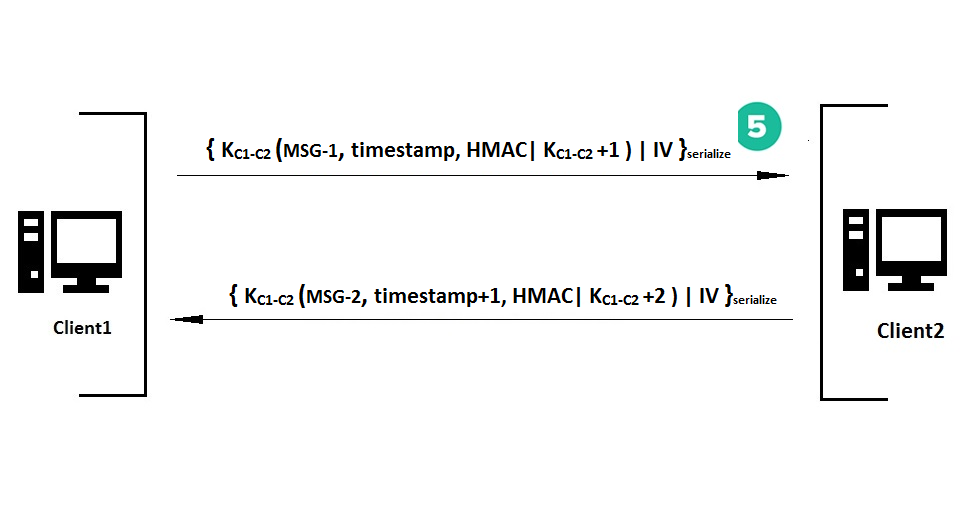 5
{ KC1-C2 (MSG-1, timestamp, HMAC| KC1-C2 +1 ) | IV }serialize
{ KC1-C2 (MSG-2, timestamp+1, HMAC| KC1-C2 +2 ) | IV }serialize
Client1
Client2